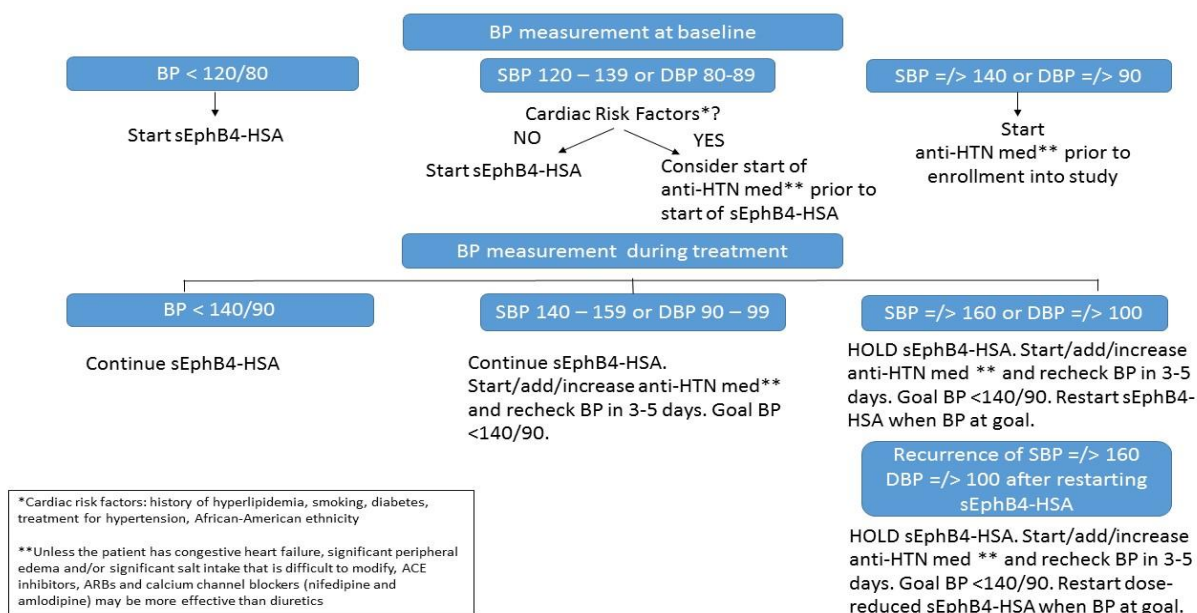 BP measurement at baseline
BP < 120/80
Start sEphB4-HSA
SBP 120 – 139 or DBP 80-89
Cardiac Risk Factors*?
NO
YES
Start sEphB4-HSA
Consider start of
anti-HTN med** prior to
start of sEphB4-HSA
SBP =/> 140 or DBP =/> 90
Start
anti-HTN med** prior to
enrollment into study
BP measurement during treatment
BP < 140/90
Continue sEphB4-HSA
SBP 140 – 159 or DBP 90 – 99
Continue sEphB4-HSA.
Start/add/increase anti-HTN med**
and recheck BP in 3-5 days. Goal BP
<140/90.
SBP =/> 160 or DBP =/> 100
HOLD sEphB4-HSA. Start/add/increase
anti-HTN med ** and recheck BP in 3-5
days. Goal BP <140/90. Restart sEphB4-
HSA when BP at goal.
Recurrence of SBP =/> 160
DBP =/> 100 after restarting
sEphB4-HSA
HOLD sEphB4-HSA. Start/add/increase
anti-HTN med ** and recheck BP in 3-5
days. Goal BP <140/90. Restart dose-
reduced sEphB4-HSA when BP at goal.
*Cardiac risk factors: history of hyperlipidemia, smoking, diabetes,
treatment for hypertension, African-American ethnicity
**Unless the patient has congestive heart failure, significant peripheral
edema and/or significant salt intake that is difficult to modify, ACE
inhibitors, ARBs and calcium channel blockers (nifedipine and
amlodipine) may be more effective than diuretics